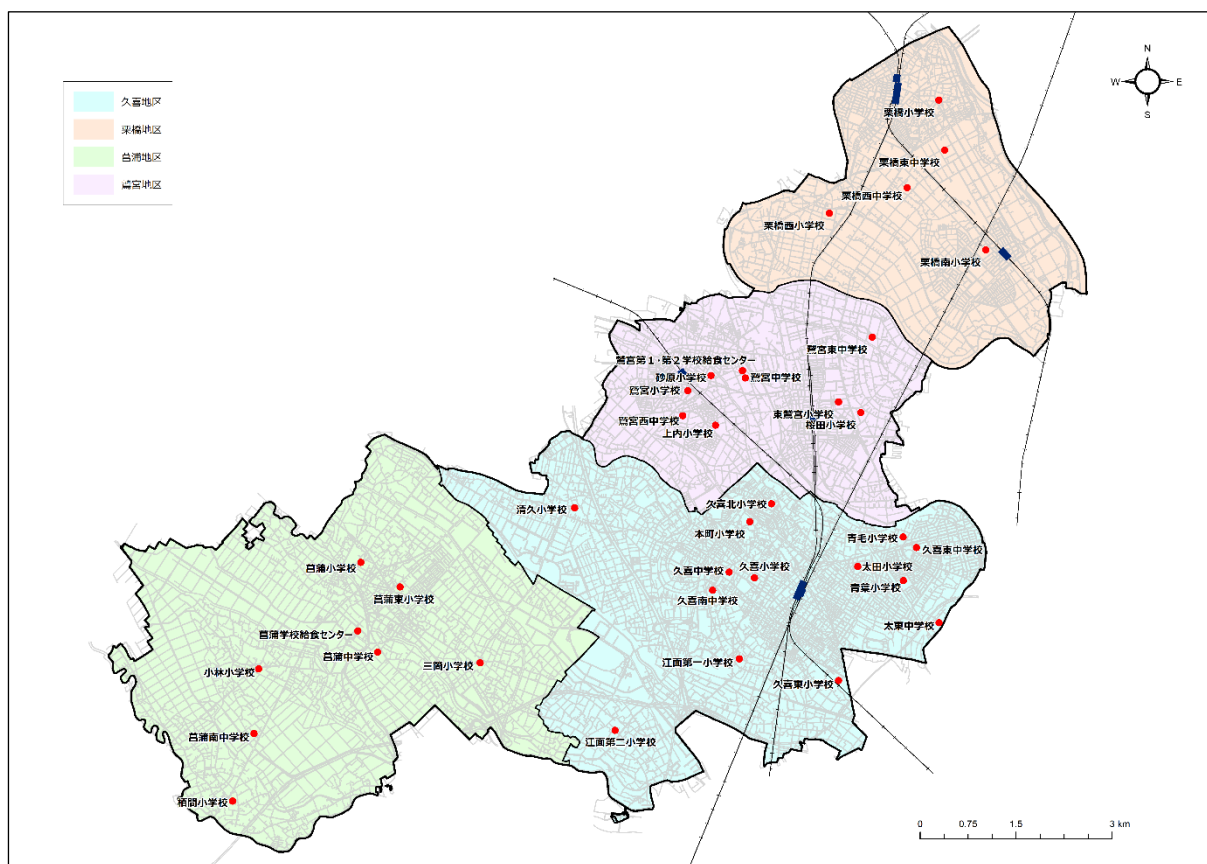 久喜地区
栗橋地区
菖蒲地区
鷲宮地区
N
W
E
S
栗橋小学校
栗橋東中学校
栗橋西中学校
栗橋西小学校
栗橋南小学校
鷲宮東中学校
鷲宮第1・第2学校給食センター
砂原小学校
鷲宮中学校
鷲宮小学校
東鷲宮小学校
鷲宮西中学校
桜田小学校
上内小学校
清久小学校
久喜北小学校
本町小学校
青毛小学校
久喜東中学校
菖蒲小学校
久喜中学校
久喜小学校
太田小学校
菖蒲東小学校
久喜南中学校
青葉小学校
太東中学校
菖蒲学校給食センター
菖蒲中学校
三箇小学校
江面第一小学校
小林小学校
久喜東小学校
菖蒲南中学校
江面第二小学校
栢間小学校
0
0.75
1.5
3 km